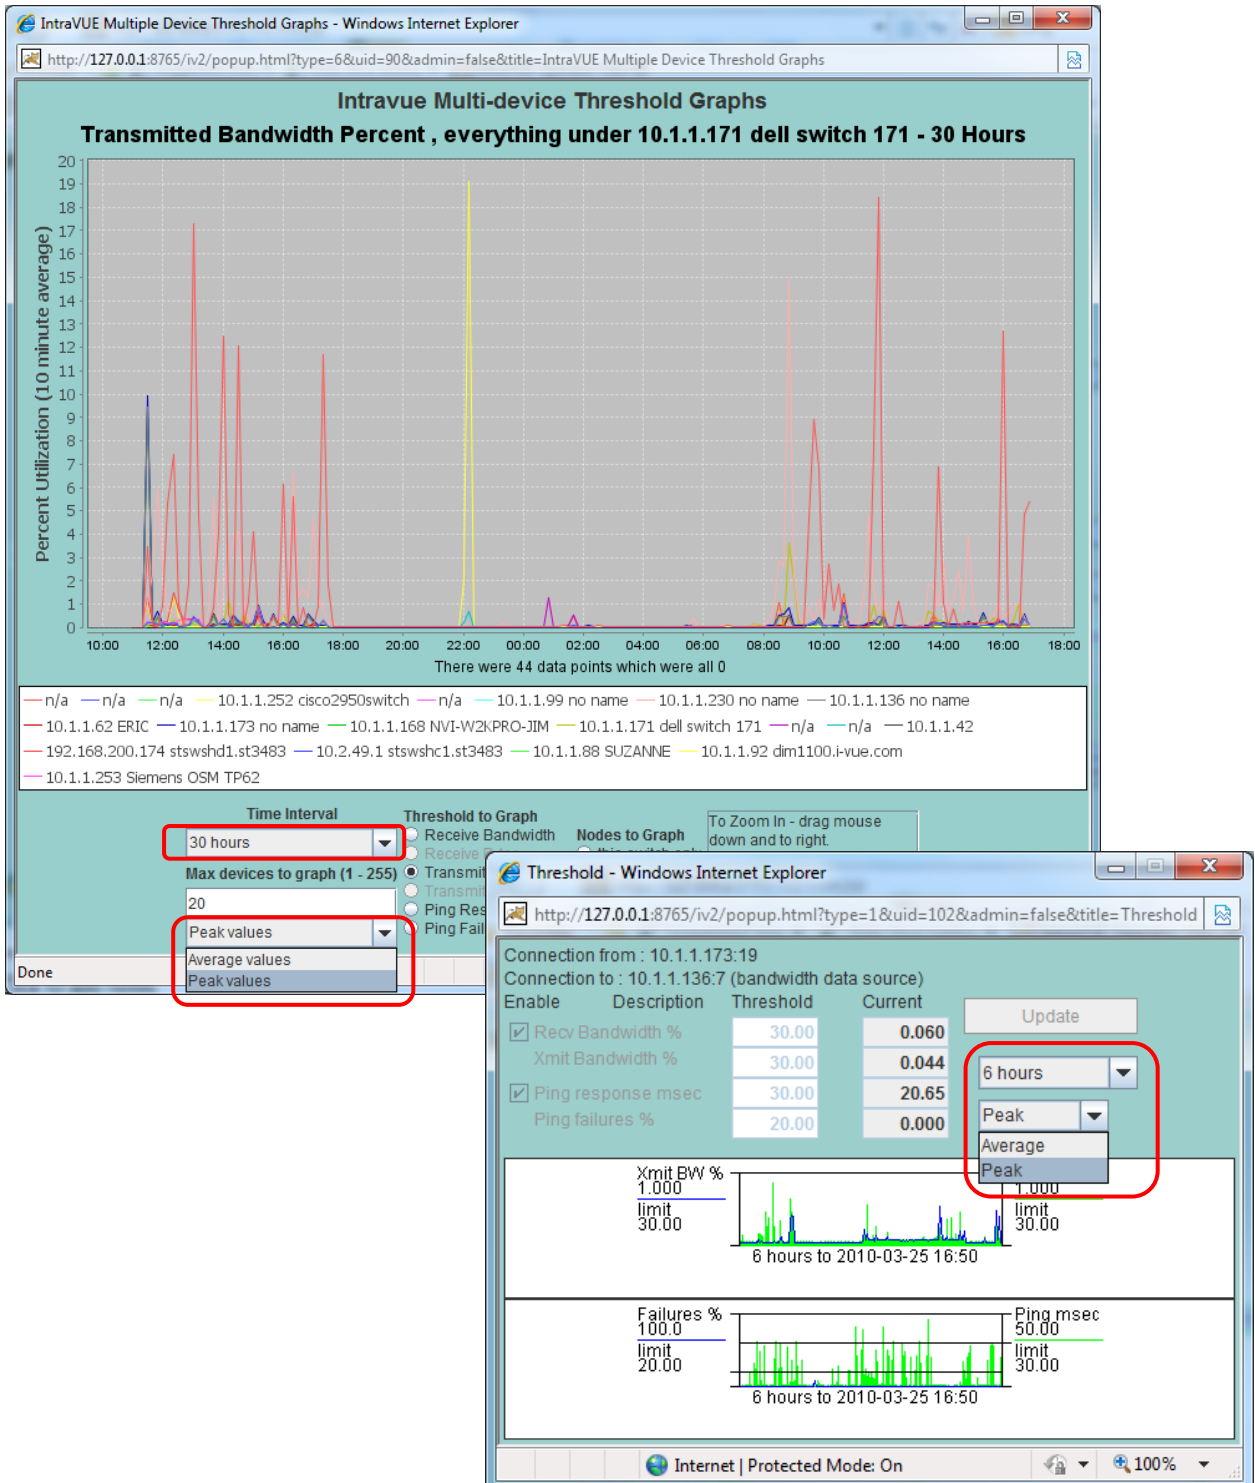 IntraVUE Multiple Device Threshold Graphs - Windows Internet Explorer
http://127.0.0.1:8765/iv2/popup.html?type=6&uid=90&admin=false&title=IntraVUE Multiple Device Threshold Graphs
Intravue Multi-device Threshold Graphs
Transmitted Bandwidth Percent , everything under 10.1.1.171 dell switch 171 - 30 Hours
Percent Utilization (10 minute average)
20
19
18
17
16
15
14
13
12
11
10
9
8
7
6
5
4
3
2
1
0
10:00 12:00 14:00 16:00 18:00 20:00 22:00 00:00 02:00 04:00 06:00 08:00 10:00 12:00 14:00 16:00 18:00
There were 44 data points which were all 0
n/a n/a n/a 10.1.1.252 cisco2950switch n/a 10.1.1.99 no name 10.1.1.230 no name 10.1.1.136 no name
10.1.1.62 ERIC 10.1.1.173 no name 10.1.1.168 NVI-W2KPRO-JIM 10.1.1.171 dell switch 171 n/a n/a 10.1.1.42
192.168.200.174 stswshd1.st3483 10.2.49.1 stswshc1.st3483 10.1.1.88 SUZANNE 10.1.1.92 dim1100.i-vue.com
10.1.1.253 Siemens OSM TP62
Time Interval
30 hours
Max devices to graph (1 - 255)
20
Peak values
Average values
Peak values
Threshold to Graph
Receive Bandwidth
Receive
Transmit
Transmit
Ping Res
Ping Fail
Nodes to Graph
this switch only
To Zoom In - drag mouse
down and to right.
Done
Threshold - Windows Internet Explorer
http://127.0.0.1:8765/iv2/popup.html?type=1&uid=102&admin=false&title=Threshold
Connection from : 10.1.1.173:19
Connection to : 10.1.1.136:7 (bandwidth data source)
Enable Description Threshold Current
Recv Bandwidth % 30.00 0.060
Xmit Bandwidth % 30.00 0.044
Ping response msec 30.00 20.65
Ping failures % 20.00 0.000
Update
6 hours
Peak
Average
Peak
Xmit BW %
1.000
limit
30.00
1.000
limit
30.00
6 hours to 2010-03-25 16:50
Failures %
100.0
limit
20.00
Ping msec
50.00
limit
30.00
6 hours to 2010-03-25 16:50
Internet | Protected Mode: On
100%